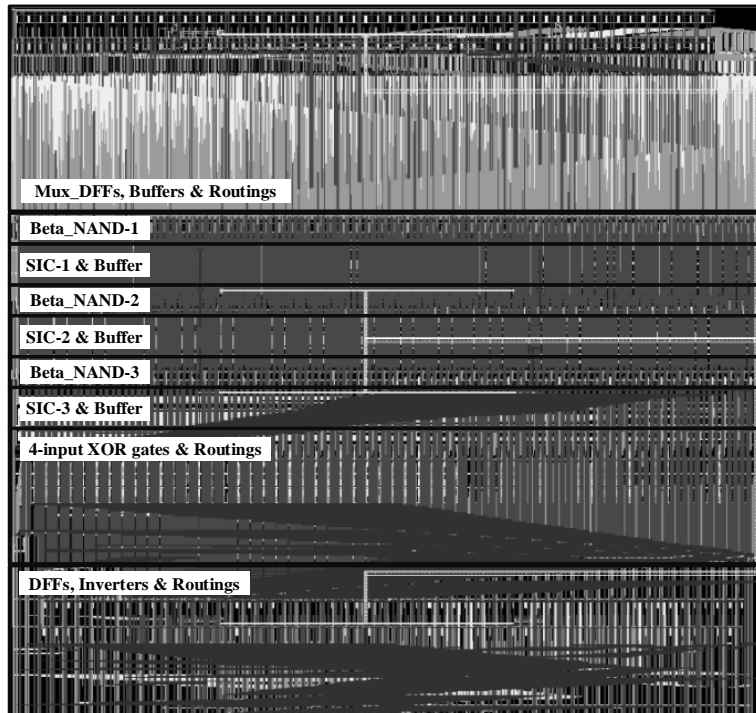 Mux_DFFs, Buffers & Routings
Beta_NAND-1
SIC-1 & Buffer
Beta_NAND-2
SIC-2 & Buffer
Beta_NAND-3
SIC-3 & Buffer
4-input XOR gates & Routings
DFFs, Inverters & Routings